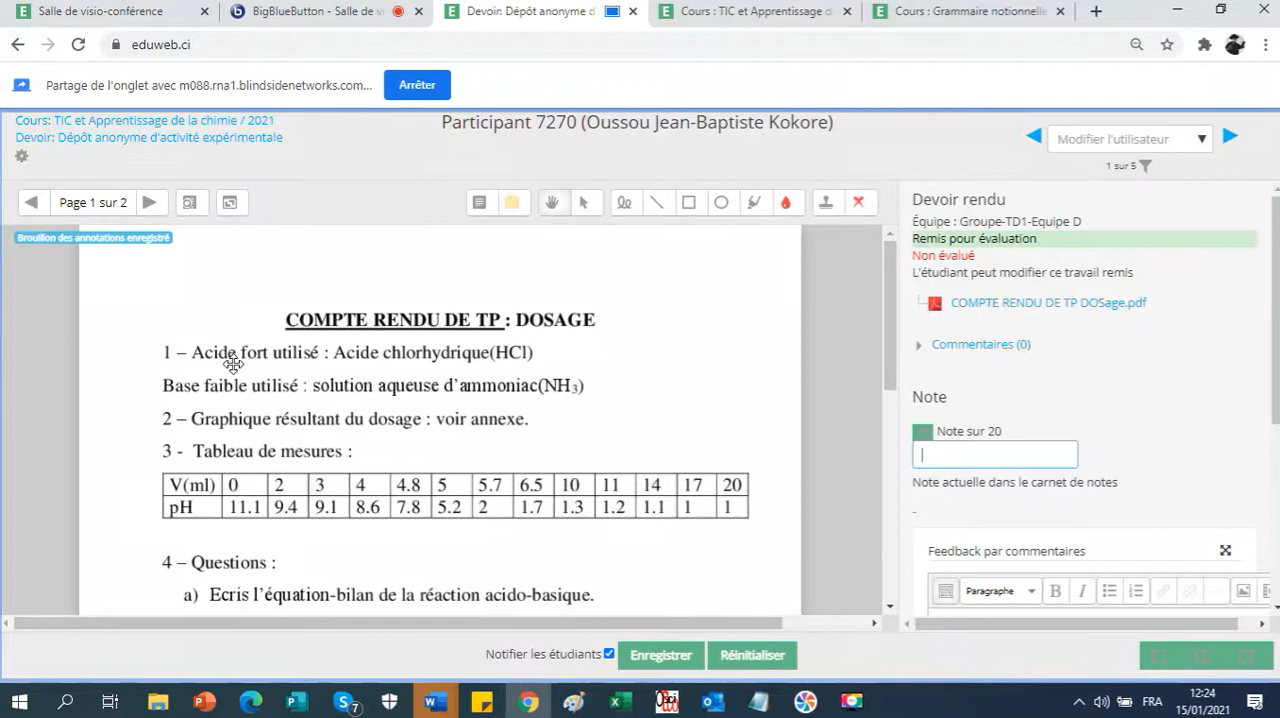 Salle de visio-conférence
BigBlueButton - Salle de
Devoir: Dépôt anonyme d'
Cours : TIC et Apprentissage d
Cours : Grammaire notionnelle
eduweb.ci
Partage de l'onglet avec m088.rna1.blindsidenetworks.com...
Arrêter
Cours: TIC et Apprentissage de la chimie / 2021
Devoir: Dépôt anonyme d'activité expérimentale
Participant 7270 (Oussou Jean-Baptiste Kokore)
Modifier l'utilisateur
1 sur 5
Page 1 sur 2
Brouillon des annotations enregistré
COMPTE RENDU DE TP : DOSAGE
1 – Acide fort utilisé : Acide chlorhydrique(HCl)
Base faible utilisé : solution aqueuse d'ammoniac(NH3)
2 – Graphique résultant du dosage : voir annexe.
3 - Tableau de mesures :
V(ml) 0 2 3 4 4.8 5 5.7 6.5 10 11 14 17 20
pH 11.1 9.4 9.1 8.6 7.8 5.2 2 1.7 1.3 1.2 1.1 1 1
4 – Questions :
a) Ecris l'équation-bilan de la réaction acido-basique.
Devoir rendu
Équipe : Groupe-TD1-Equipe D
Remis pour évaluation
Non évalué
L'étudiant peut modifier ce travail remis
COMPTE RENDU DE TP DOSage.pdf
Commentaires (0)
Note
Note sur 20
Note actuelle dans le carnet de notes
-
Feedback par commentaires
Paragraphe B I
Notifier les étudiants
Enregistrer
Réinitialiser
7
FRA
12:24
15/01/2021